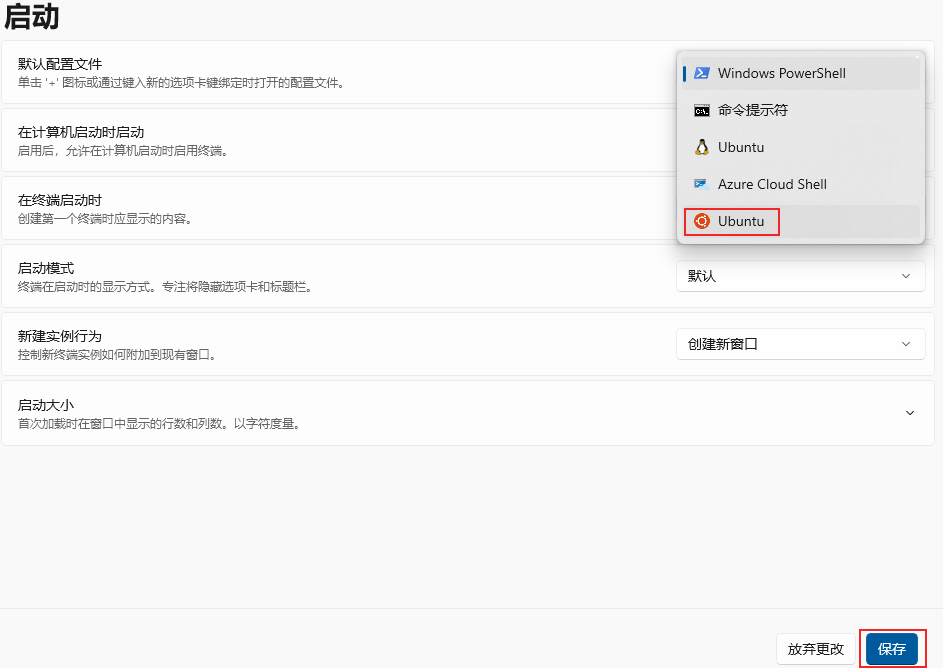 启动
默认配置文件
单击 '+' 图标或通过键入新的选项卡键绑定时打开的配置文件。
Windows PowerShell
命令提示符
Ubuntu
Azure Cloud Shell
Ubuntu
在计算机启动时启动
启用后，允许在计算机启动时启用终端。
在终端启动时
创建第一个终端时应显示的内容。
启动模式
终端在启动时的显示方式。专注将隐藏选项卡和标题栏。
默认
新建实例行为
控制新终端实例如何附加到现有窗口。
创建新窗口
启动大小
首次加载时在窗口中显示的行数和列数。以字符度量。
放弃更改
保存